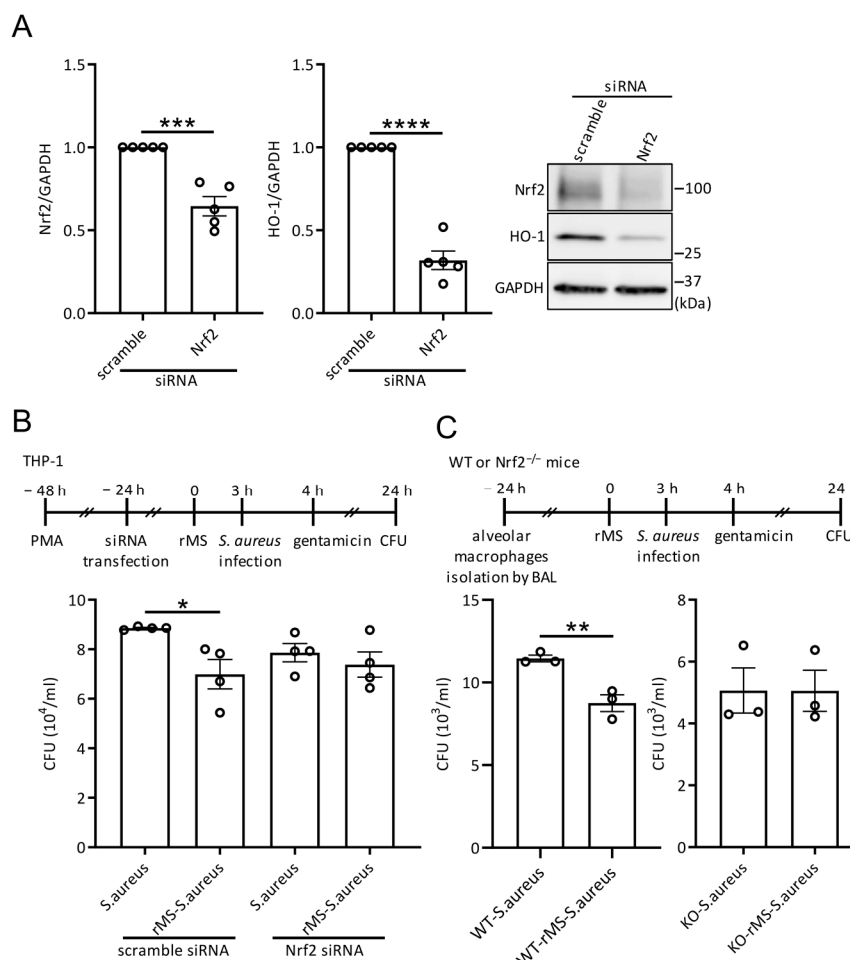 A
1.5
1.0
0.5
0.0
Nrf2/GAPDH
***
scramble
Nrf2
siRNA
1.5
1.0
0.5
0.0
HO-1/GAPDH
****
scramble
Nrf2
siRNA
siRNA
scramble
Nrf2
Nrf2
–100
HO-1
–25
GAPDH
–37
(kDa)
B
THP-1
– 48 h
– 24 h
0
3 h
4 h
24 h
PMA
siRNA
transfection
rMS
S. aureus
infection
gentamicin
CFU
10
8
6
4
2
0
CFU (10⁴/ml)
*
S.aureus
rMS-S.aureus
S.aureus
rMS-S.aureus
scramble siRNA
Nrf2 siRNA
C
WT or Nrf2⁻/⁻ mice
– 24 h
0
3 h
4 h
24
alveolar
macrophages
isolation by BAL
rMS
S. aureus
infection
gentamicin
CFU
15
10
5
0
CFU (10³/ml)
**
WT-S.aureus
WT-rMS-S.aureus
8
6
4
2
0
CFU (10³/ml)
KO-S.aureus
KO-rMS-S.aureus